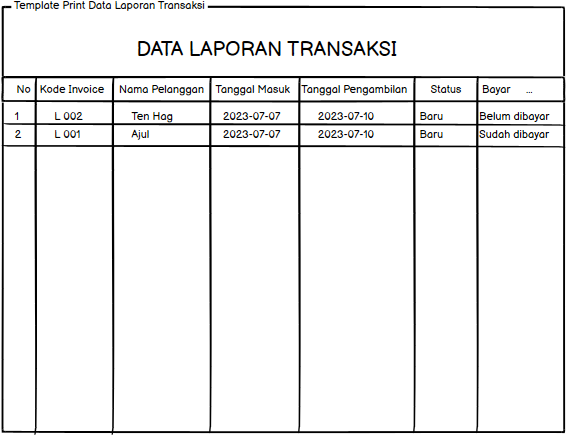 Template Print Data Laporan Transaksi
DATA LAPORAN TRANSAKSI
No Kode Invoice Nama Pelanggan Tanggal Masuk Tanggal Pengambilan Status Bayar ...
1 L 002 Ten Hag 2023-07-07 2023-07-10 Baru Belum dibayar
2 L 001 Ajul 2023-07-07 2023-07-10 Baru Sudah dibayar